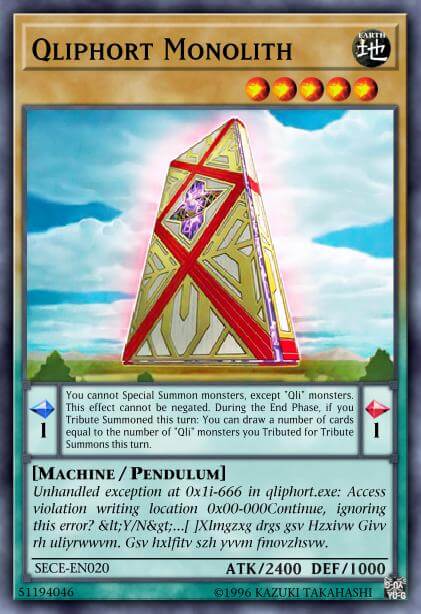 QLIPHORT MONOLITH
EARTH
地
You cannot Special Summon monsters, except "Qli" monsters.
This effect cannot be negated. During the End Phase, if you
Tribute Summoned this turn: You can draw a number of cards
equal to the number of "Qli" monsters you Tributed for Tribute
Summons this turn.
1
1
[MACHINE / PENDULUM]
Unhandled exception at 0x1i-666 in qliphort.exe: Access
violation writing location 0x00-000Continue, ignoring
this error? &lt;Y/N&gt;...[ ]XImgzxg drgs gsv Hzxivw Givv
rh uliyrwwvm. Gsv hxlfitv szh yvvm fmovzhsvw.
SECE-EN020
ATK/2400 DEF/1000
51194046
©1996 KAZUKI TAKAHASHI